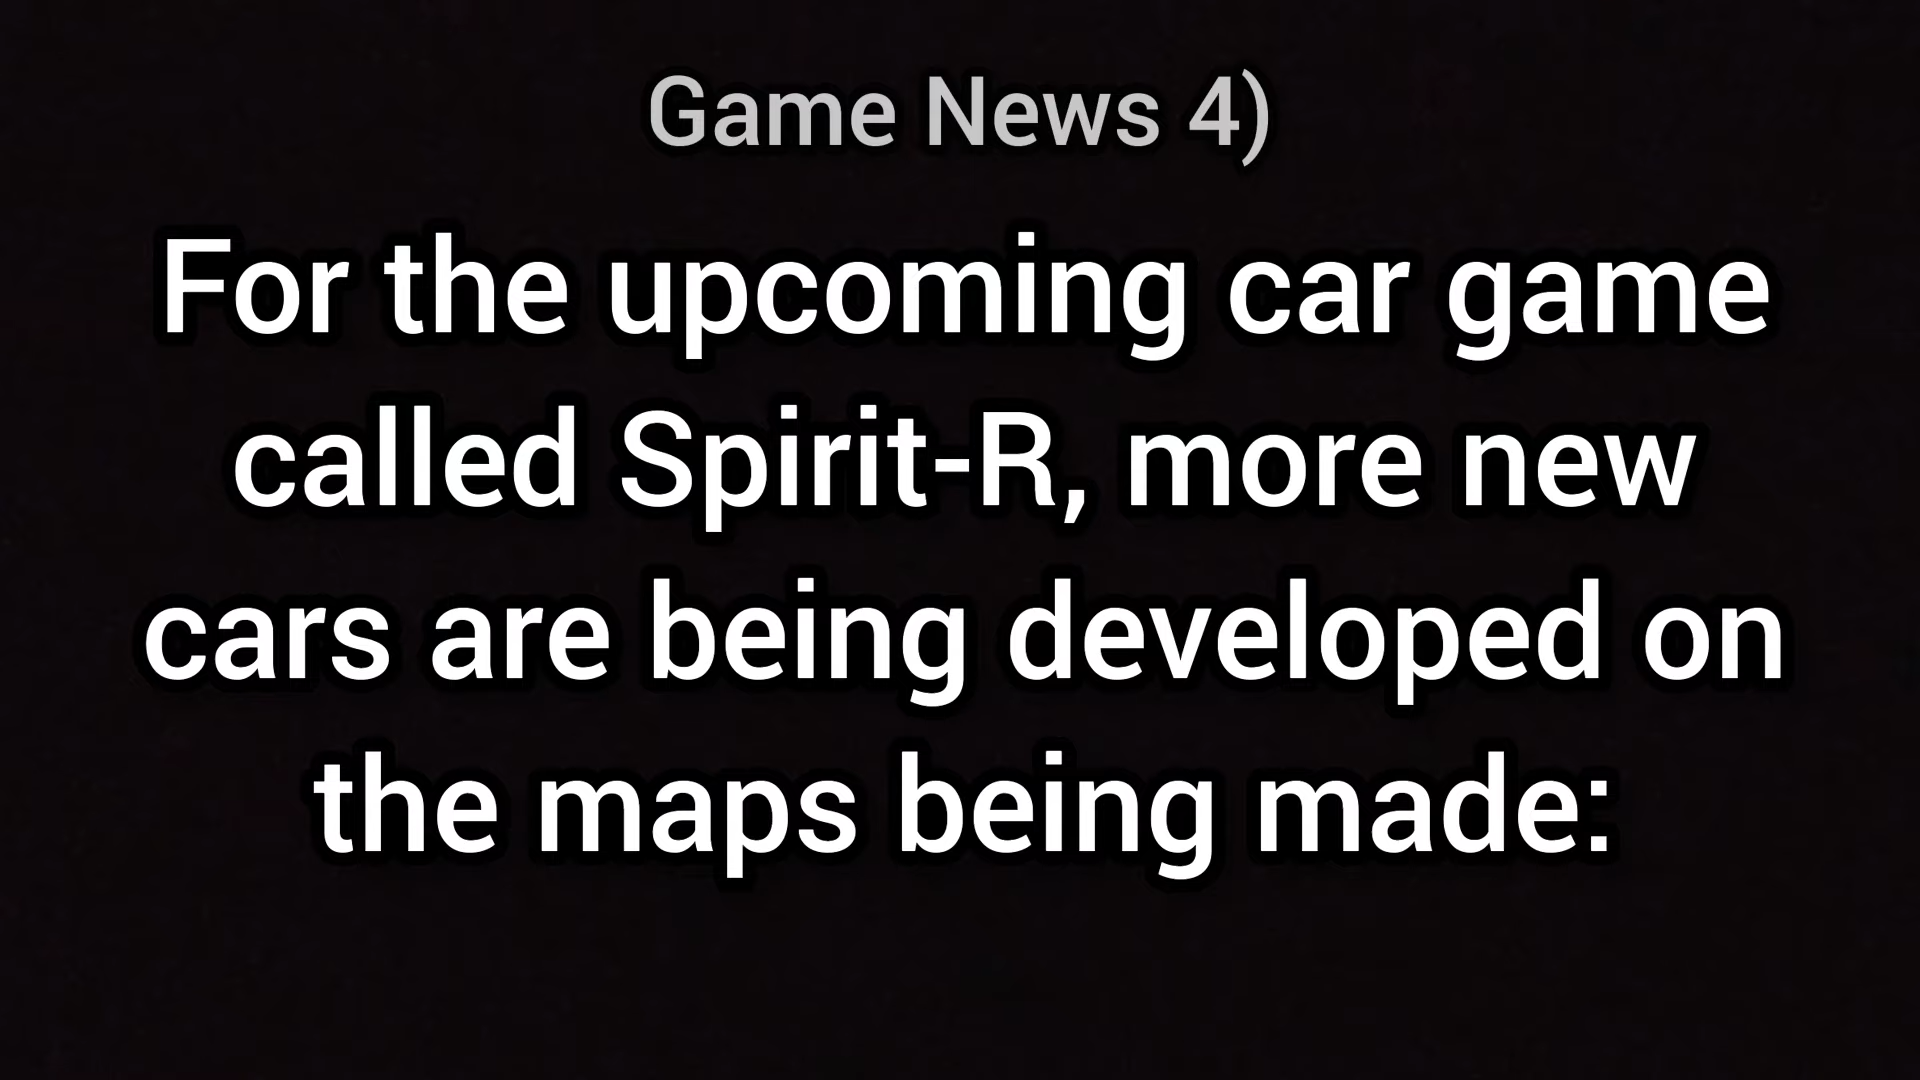 Game News 4)
For the upcoming car game
called Spirit-R, more new
cars are being developed on
the maps being made: